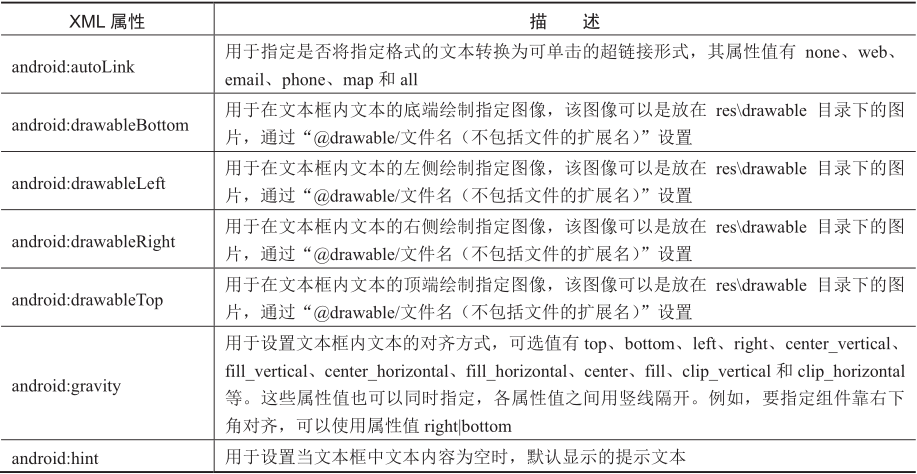 XML 属性 描 述
android:autoLink 用于指定是否将指定格式的文本转换为可单击的超链接形式，其属性值有 none、web、
email、phone、map 和 all
android:drawableBottom 用于在文本框内文本的底端绘制指定图像，该图像可以是放在 res\drawable 目录下的图
片，通过“@drawable/文件名（不包括文件的扩展名）”设置
android:drawableLeft 用于在文本框内文本的左侧绘制指定图像，该图像可以是放在 res\drawable 目录下的图
片，通过“@drawable/文件名（不包括文件的扩展名）”设置
android:drawableRight 用于在文本框内文本的右侧绘制指定图像，该图像可以是放在 res\drawable 目录下的图
片，通过“@drawable/文件名（不包括文件的扩展名）”设置
android:drawableTop 用于在文本框内文本的顶端绘制指定图像，该图像可以是放在 res\drawable 目录下的图
片，通过“@drawable/文件名（不包括文件的扩展名）”设置
android:gravity 用于设置文本框内文本的对齐方式，可选值有 top、bottom、left、right、center_vertical、
fill_vertical、center_horizontal、fill_horizontal、center、fill、clip_vertical 和 clip_horizontal
等。这些属性值也可以同时指定，各属性值之间用竖线隔开。例如，要指定组件靠右下
角对齐，可以使用属性值 right|bottom
android:hint 用于设置当文本框中文本内容为空时，默认显示的提示文本